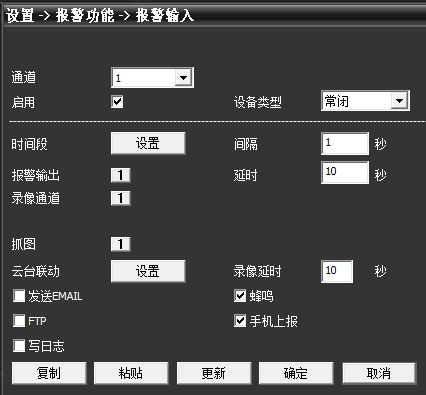 设置 -> 报警功能 -> 报警输入
通道 1
启用 设备类型 常闭
时间段 设置 间隔 1 秒
报警输出 1 延时 10 秒
录像通道 1
抓图 1
云台联动 设置 录像延时 10 秒
发送EMAIL 蜂鸣
FTP 手机上报
写日志
复制 粘贴 更新 确定 取消